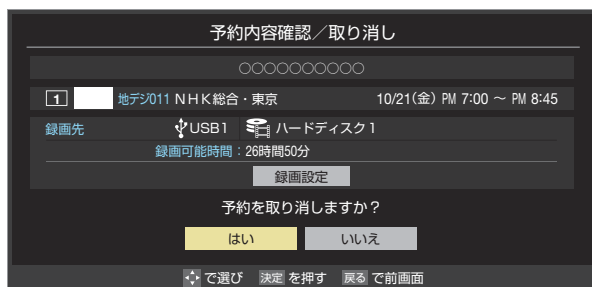 予約内容確認／取り消し
○○○○○○○○○○
1 地デジ011 NHK総合・東京 10/21(金) PM 7:00 ～ PM 8:45
録画先 USB1 ハードディスク1
録画可能時間：26時間50分
録画設定
予約を取り消しますか？
はい いいえ
で選び 決定 を押す 戻る で前画面